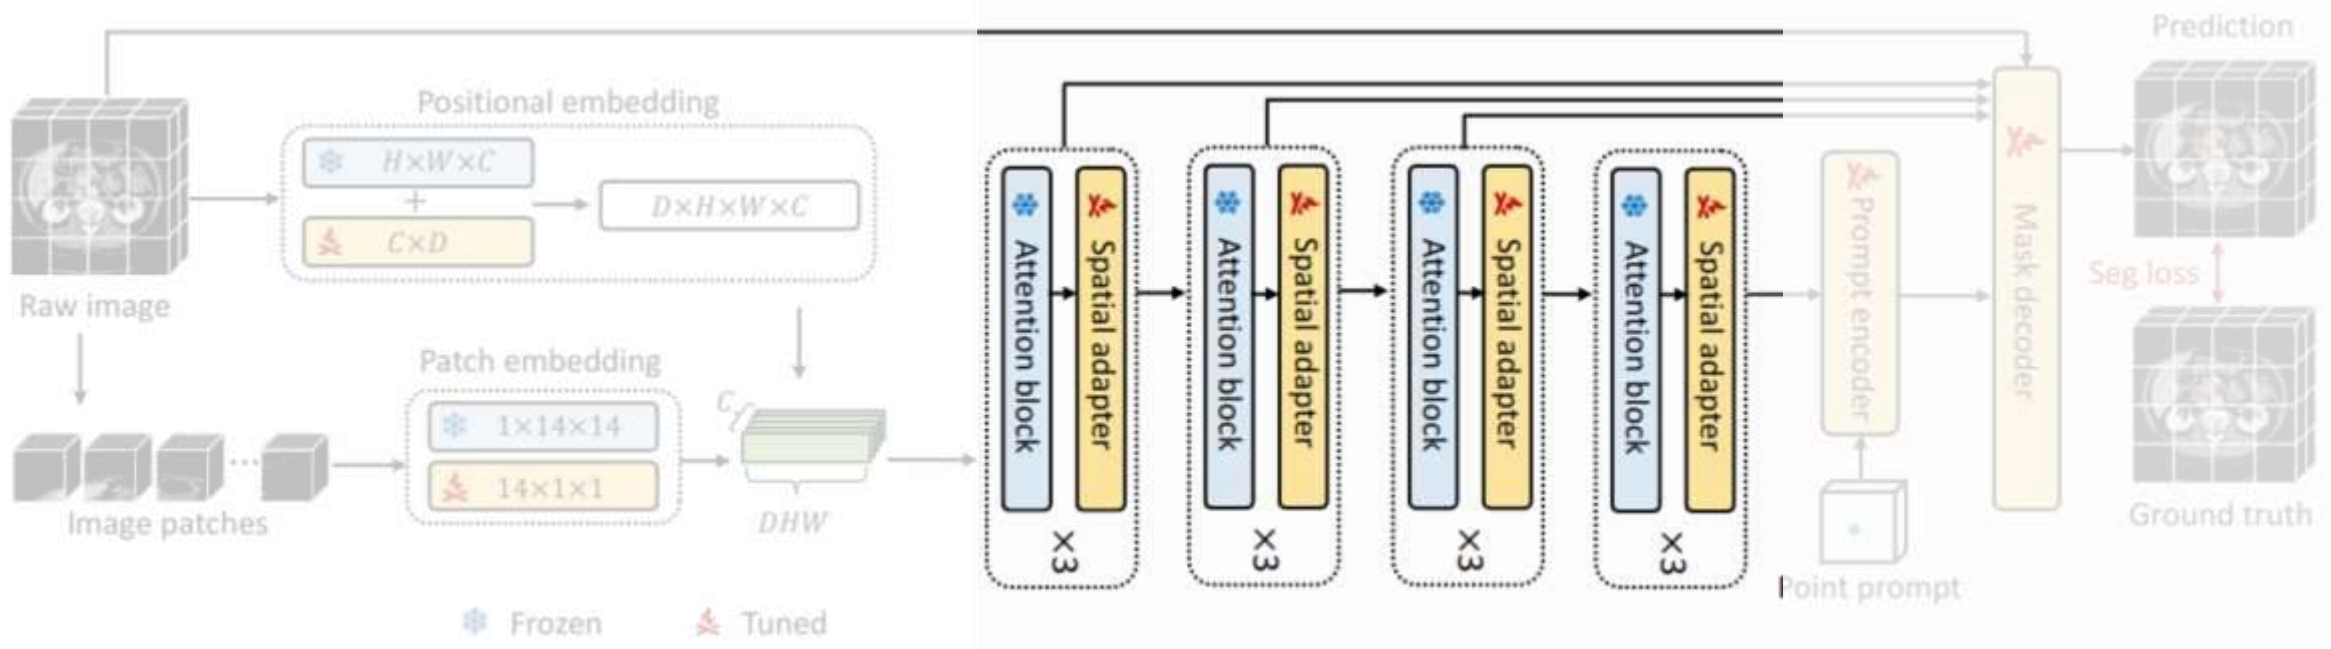 Prediction
Positional embedding
H×W×C
+
C×D
D×H×W×C
Raw image
Patch embedding
1×14×14
14×1×1
C
DHW
Image patches
Frozen
Tuned
Attention block
Spatial adapter
×3
Attention block
Spatial adapter
×3
Attention block
Spatial adapter
×3
Attention block
Spatial adapter
×3
Prompt encoder
Point prompt
Mask decoder
Seg loss
Ground truth